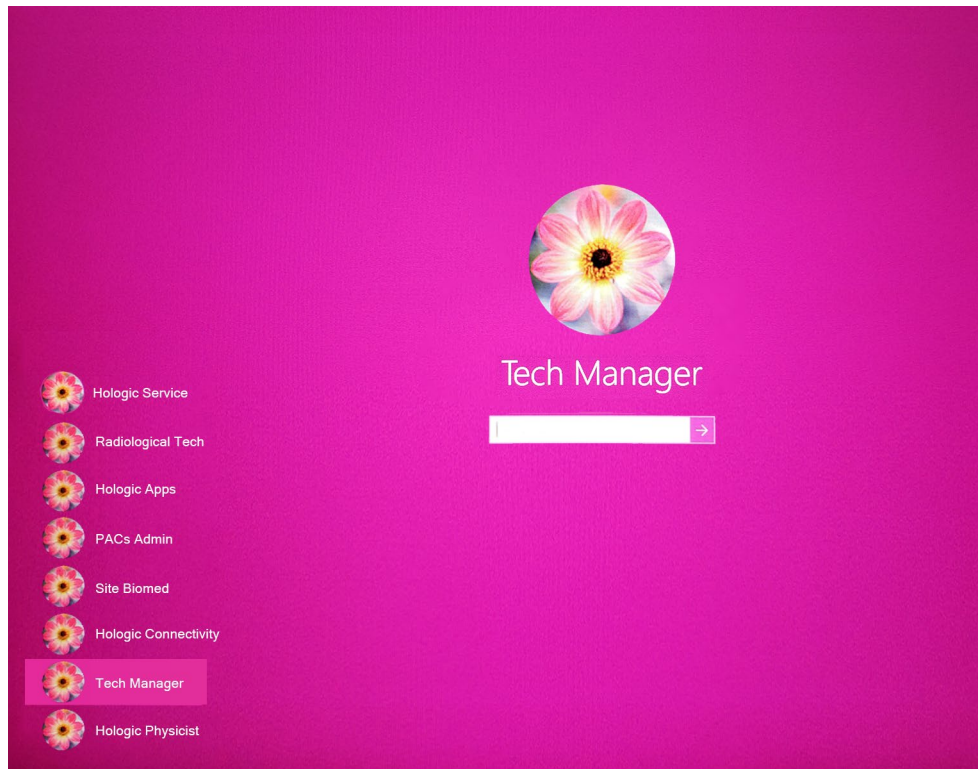 Tech Manager
Hologic Service
Radiological Tech
Hologic Apps
PACs Admin
Site Biomed
Hologic Connectivity
Tech Manager
Hologic Physicist